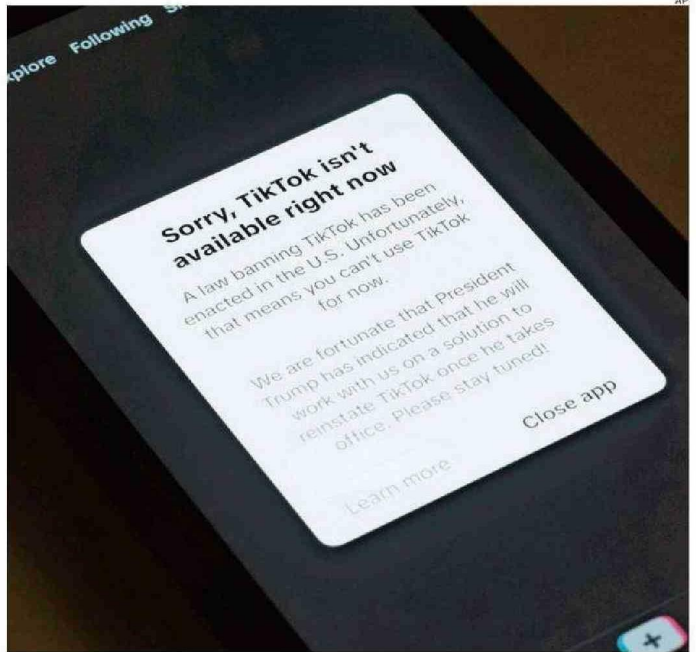 AP
xplore Following
Sorry, TikTok isn't
available right now
A law banning TikTok has been
enacted in the U.S. Unfortunately,
that means you can't use TikTok
for now.
We are fortunate that President
Trump has indicated that he will
work with us on a solution to
reinstate TikTok once he takes
office. Please stay tuned!
Learn more
Close app
+